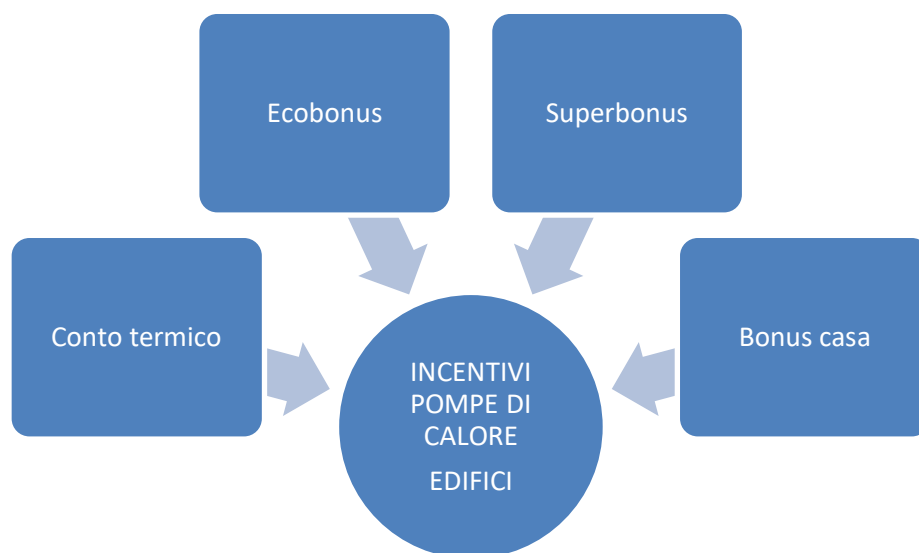 Ecobonus
Superbonus
Conto termico
Bonus casa
INCENTIVI
POMPE DI
CALORE
EDIFICI